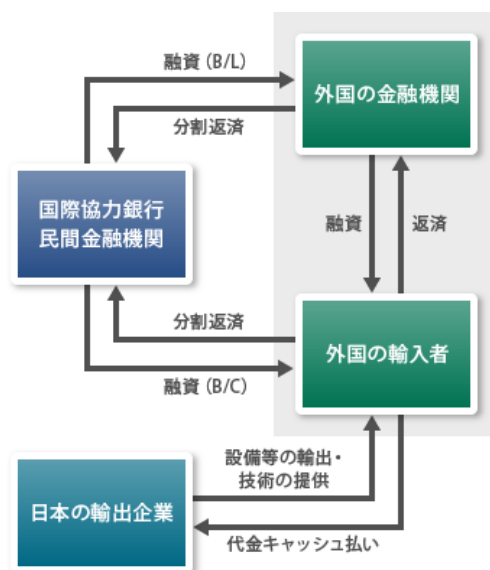 融資（B/L）
外国の金融機関
分割返済
国際協力銀行
民間金融機関
融資
返済
分割返済
外国の輸入者
融資（B/C）
設備等の輸出・
技術の提供
日本の輸出企業
代金キャッシュ払い